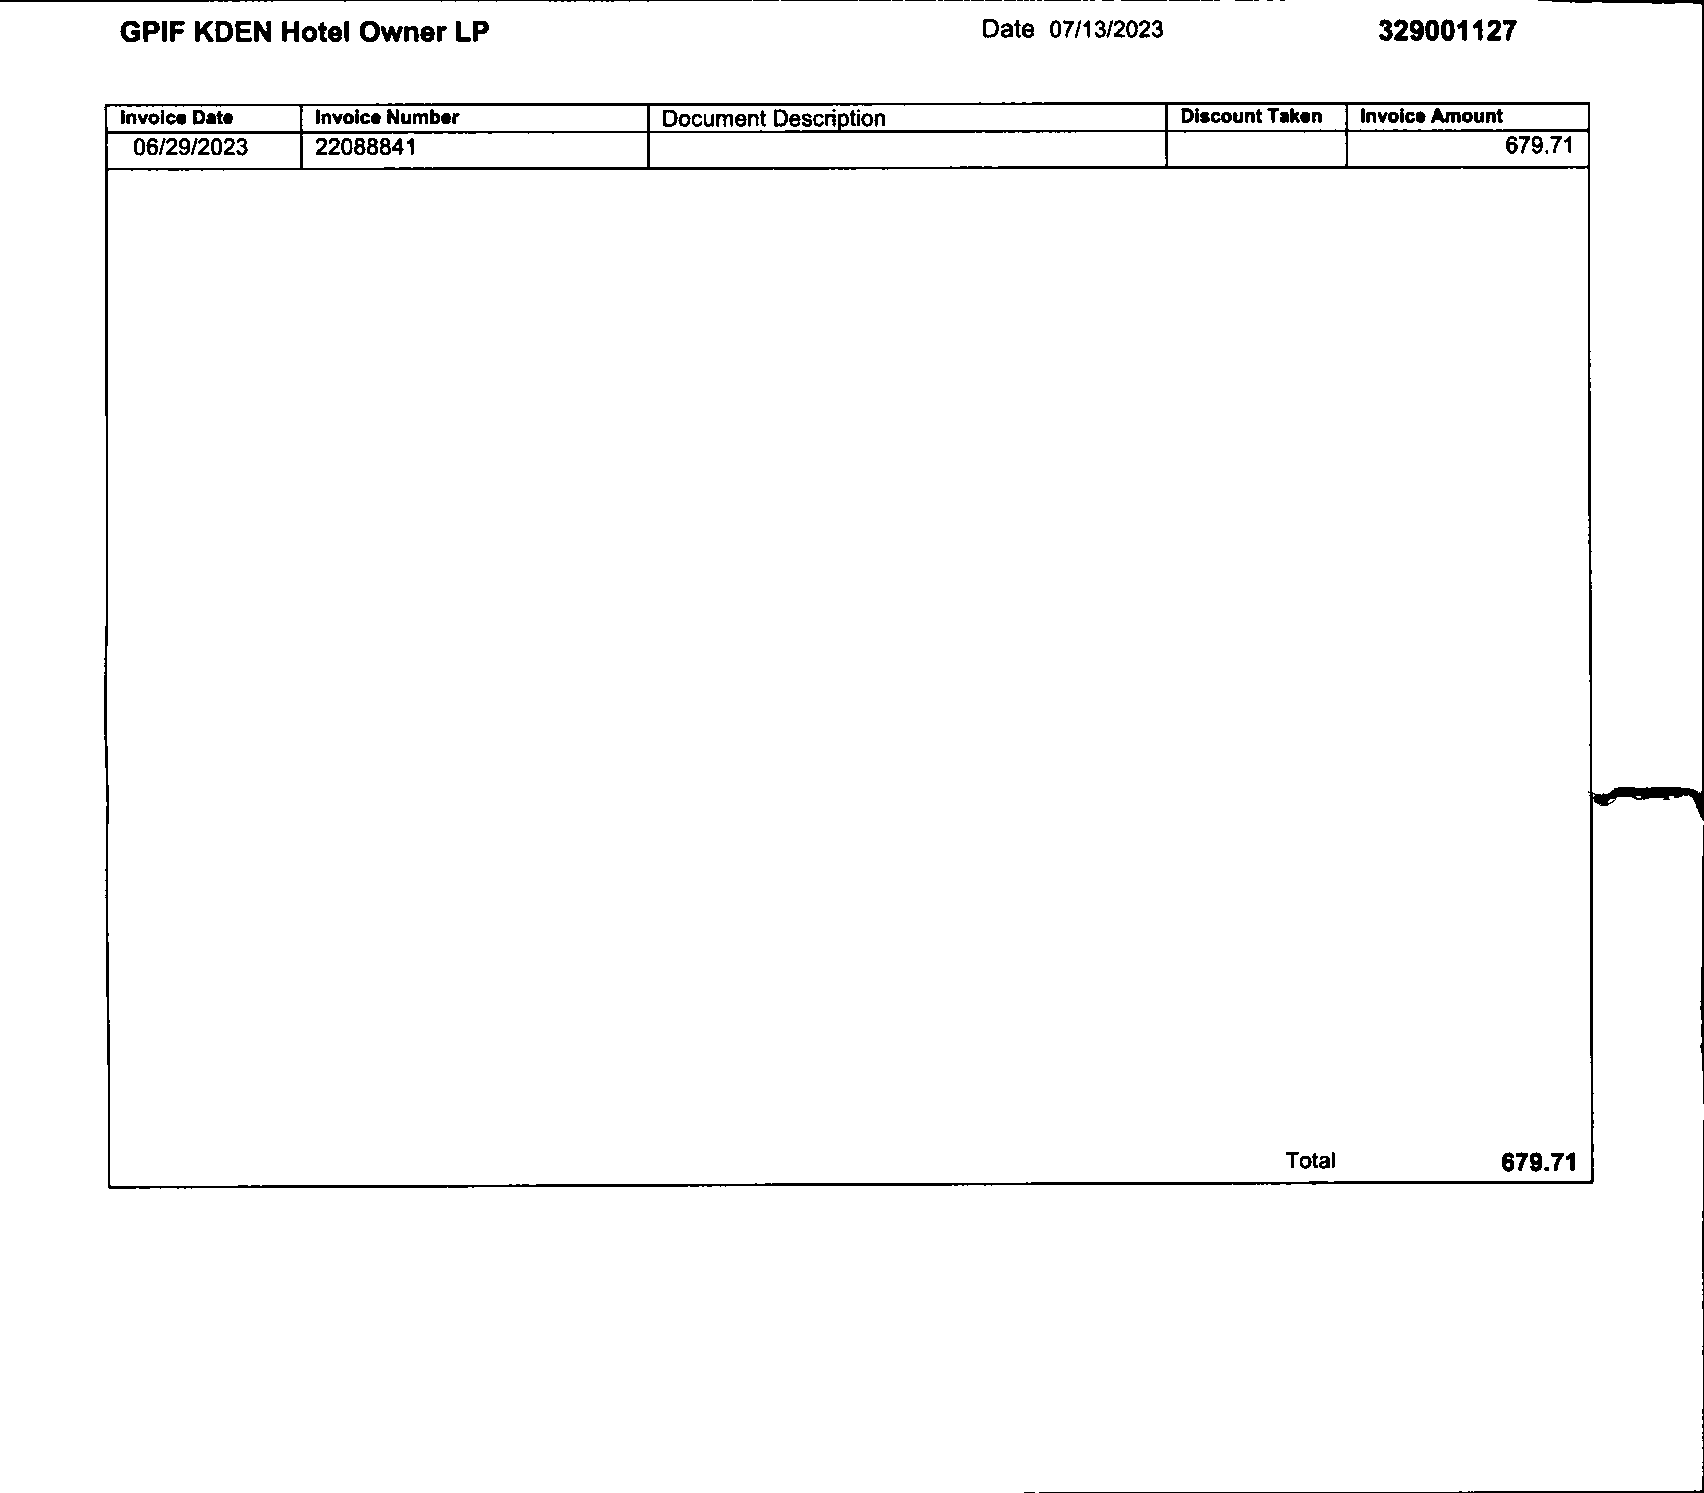 GPIF KDEN Hotel Owner LP Date 07/13/2023 329001127
Invoice Date Invoice Number Document Description Discount Taken Invoice Amount
06/29/2023 22088841 679.71
Total 679.71